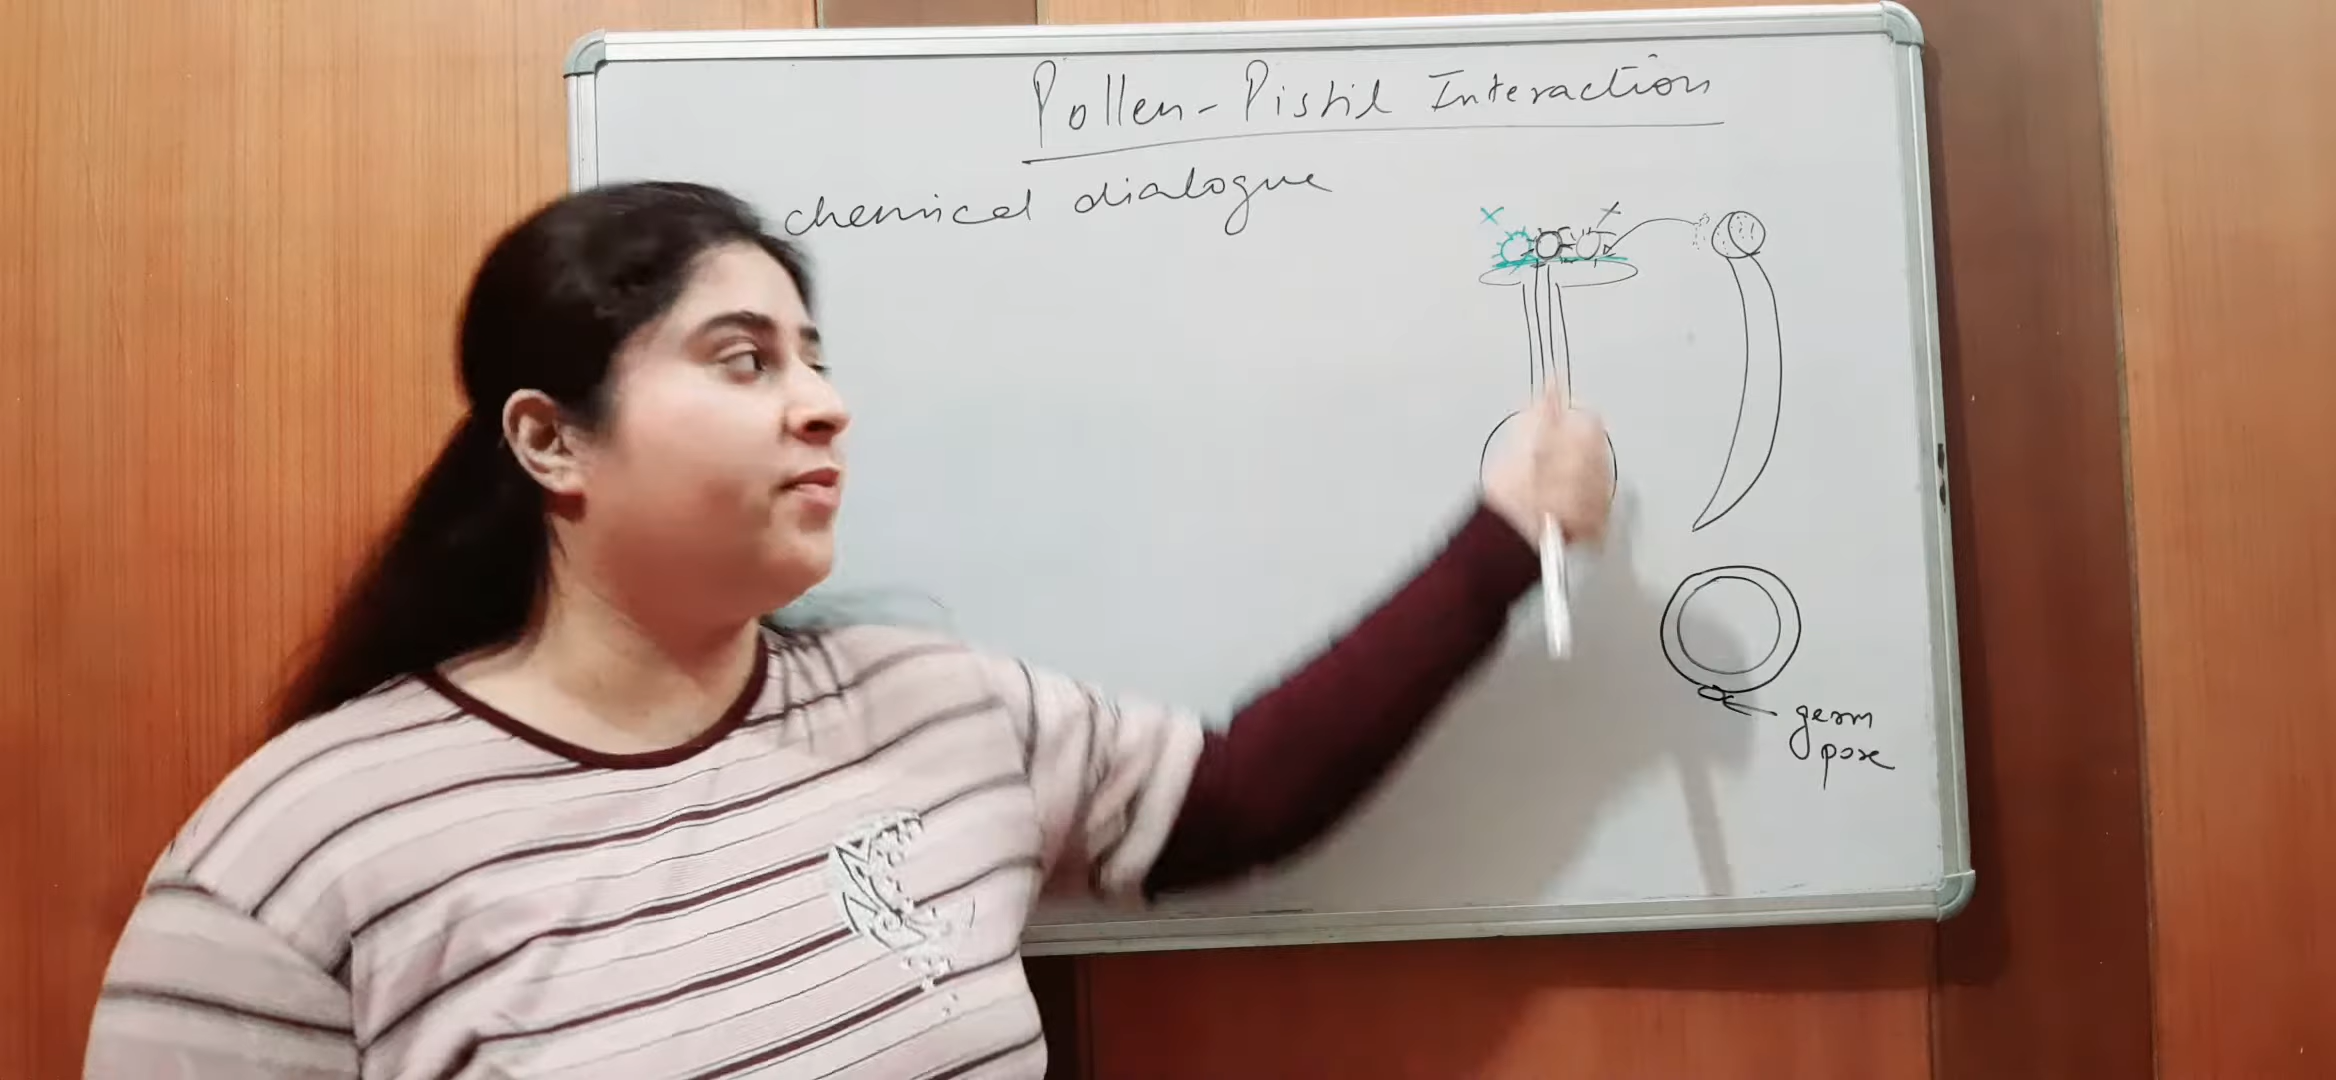 Pollen-Pistil Interaction
chemical dialogue
germ
pore